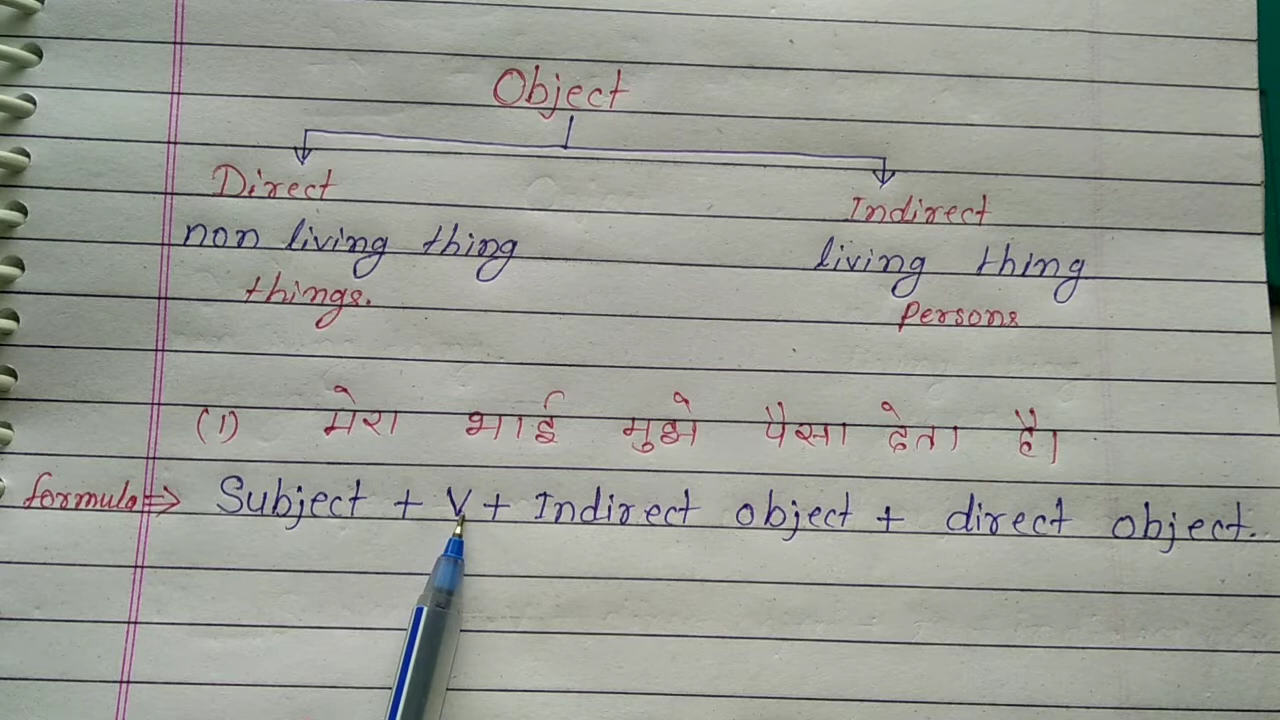 Object
Direct
Indirect
non living thing
living thing
things.
Persons
(1) मेरा भाई मुझे पैसा देता है।
formula⇒ Subject + V + Indirect object + direct object.